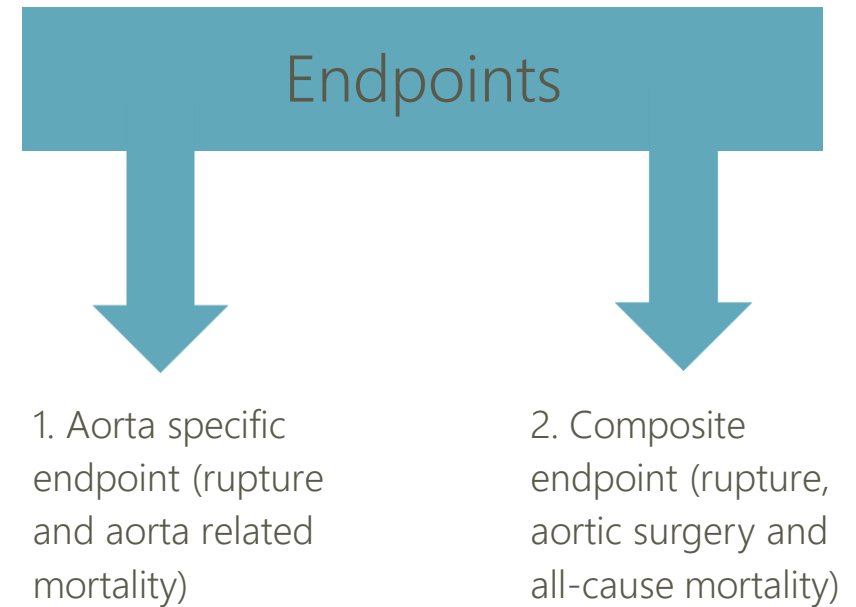 Endpoints
1. Aorta specific
endpoint (rupture
and aorta related
mortality)
2. Composite
endpoint (rupture,
aortic surgery and
all-cause mortality)